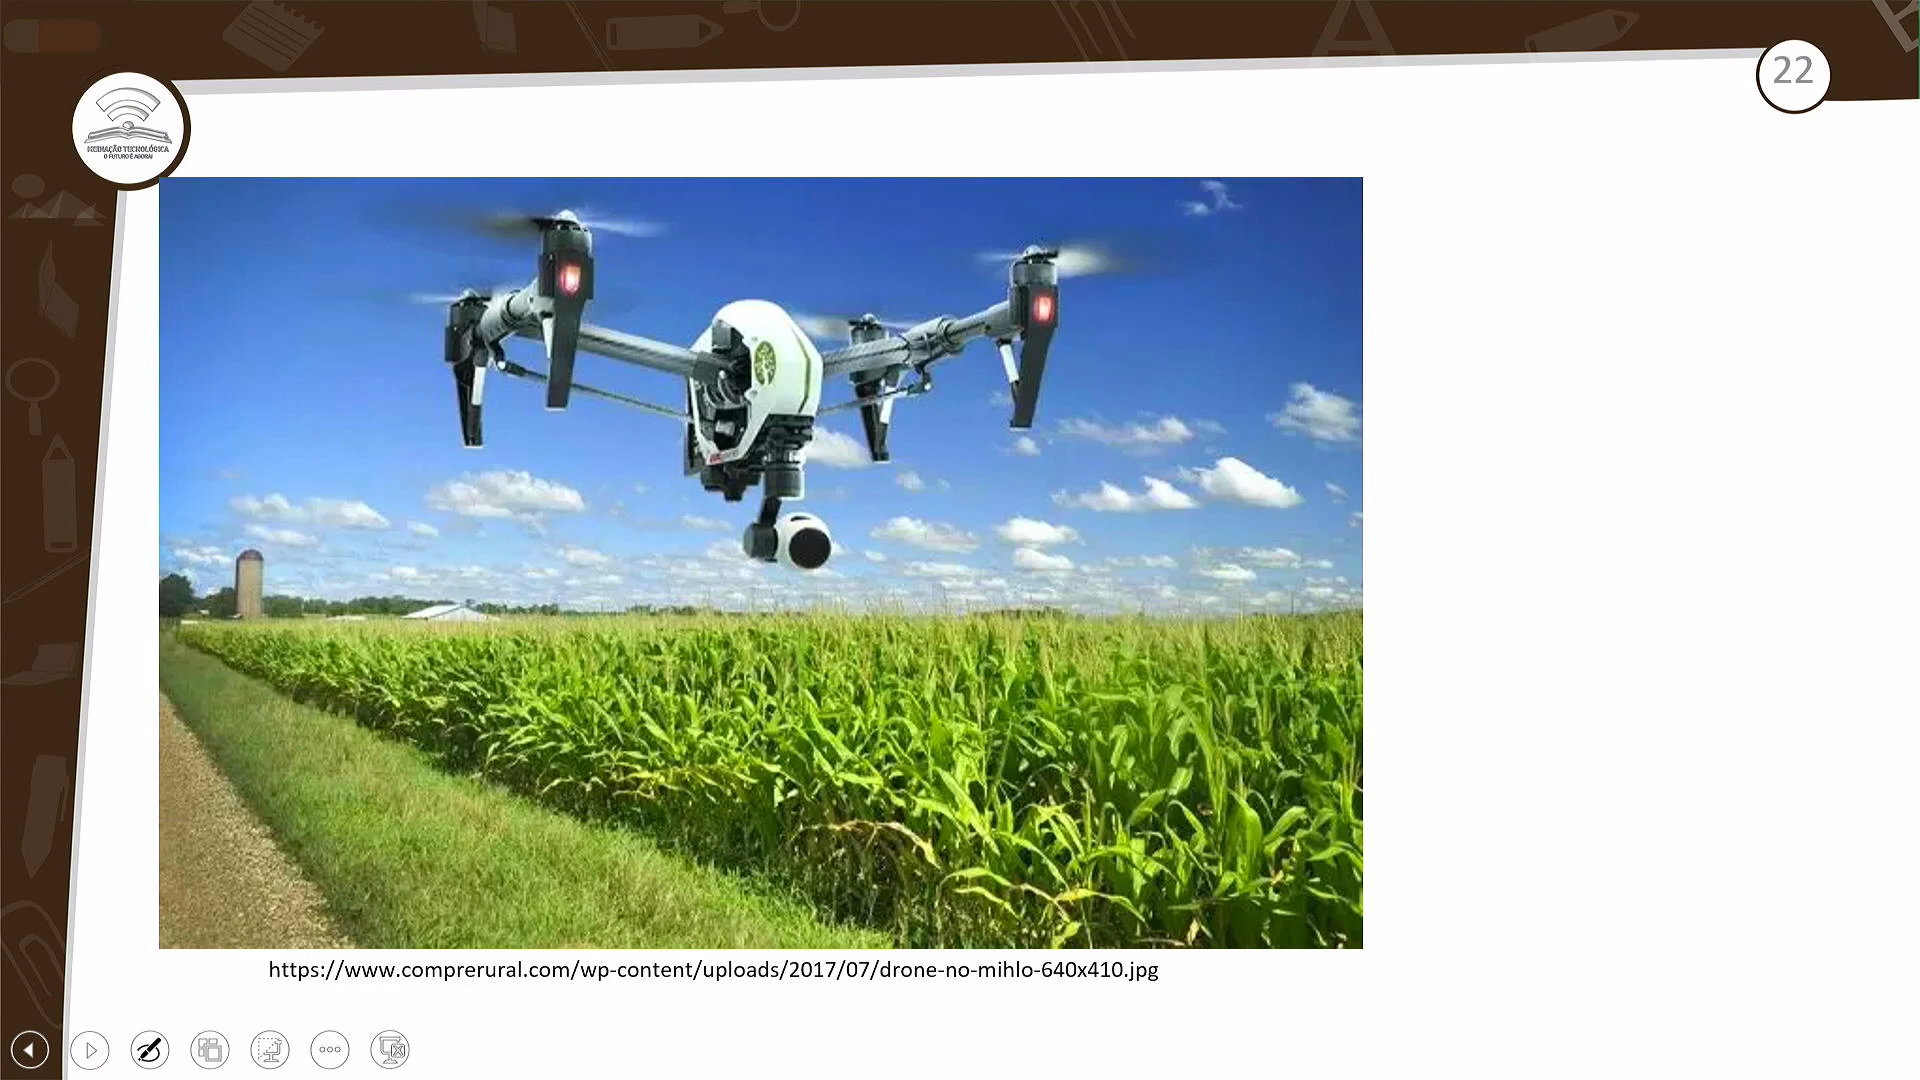 22
MEDIAÇÃO TECNOLÓGICA
O FUTURO É AGORA!
https://www.comprerural.com/wp-content/uploads/2017/07/drone-no-mihlo-640x410.jpg